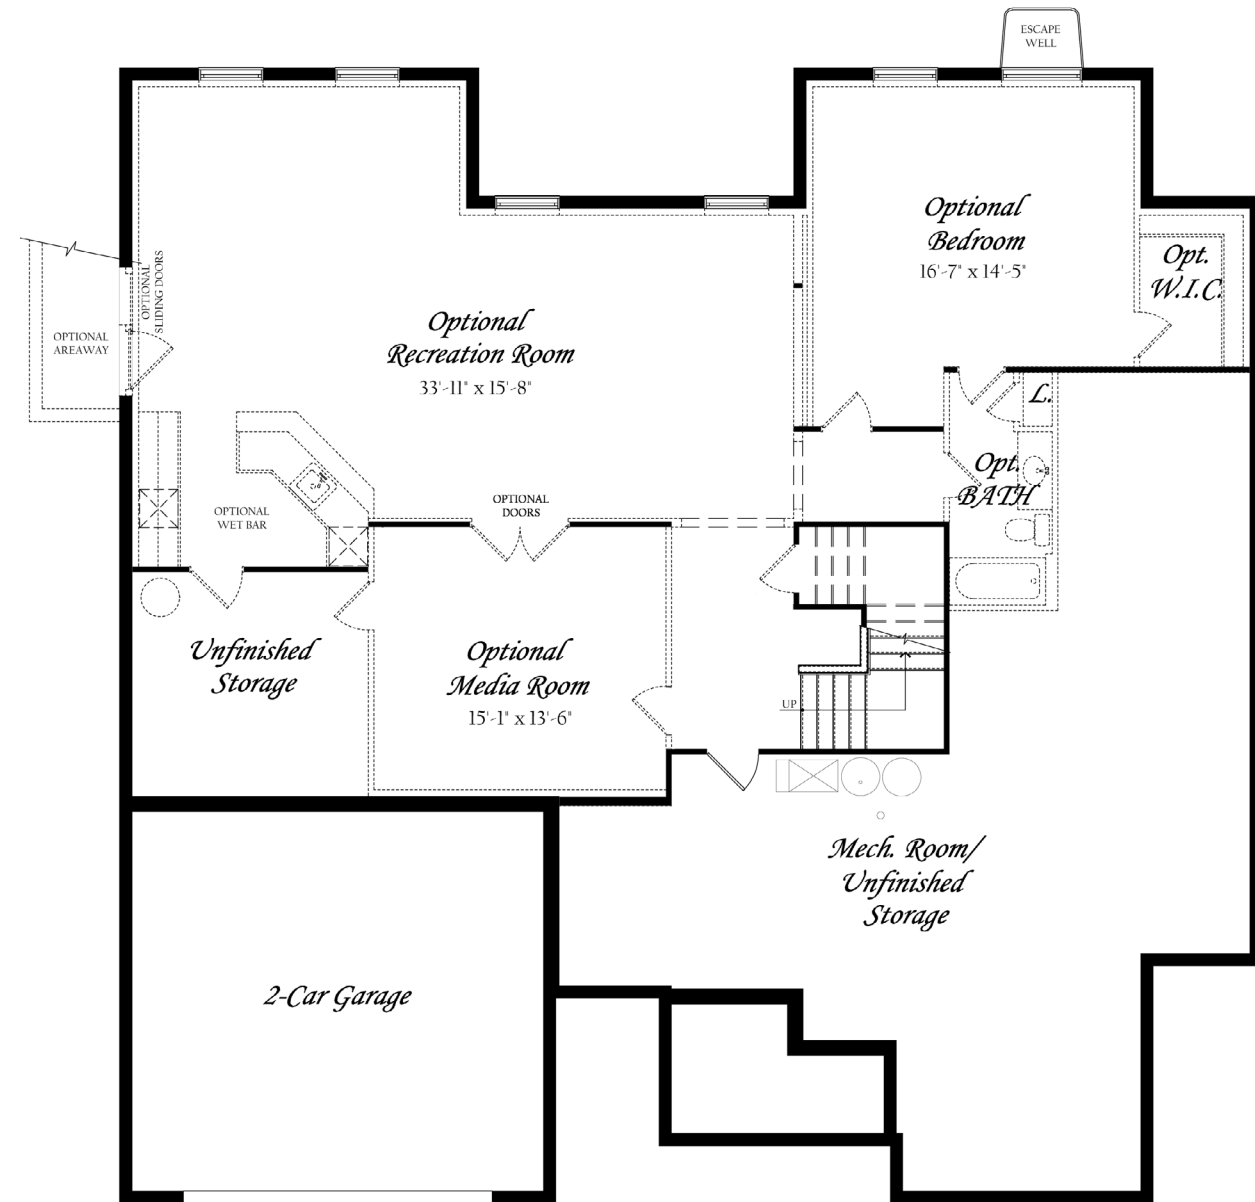 ESCAPE
WELL
Optional
Bedroom
16'-7" x 14'-5"
Opt.
W.I.C.
OPTIONAL
SLIDING DOORS
OPTIONAL
AREAWAY
Optional
Recreation Room
33'-11" x 15'-8"
L.
Opt.
BATH
OPTIONAL
WET BAR
OPTIONAL
DOORS
Unfinished
Storage
Optional
Media Room
15'-1" x 13'-6"
UP
Mech. Room/
Unfinished
Storage
2-Car Garage